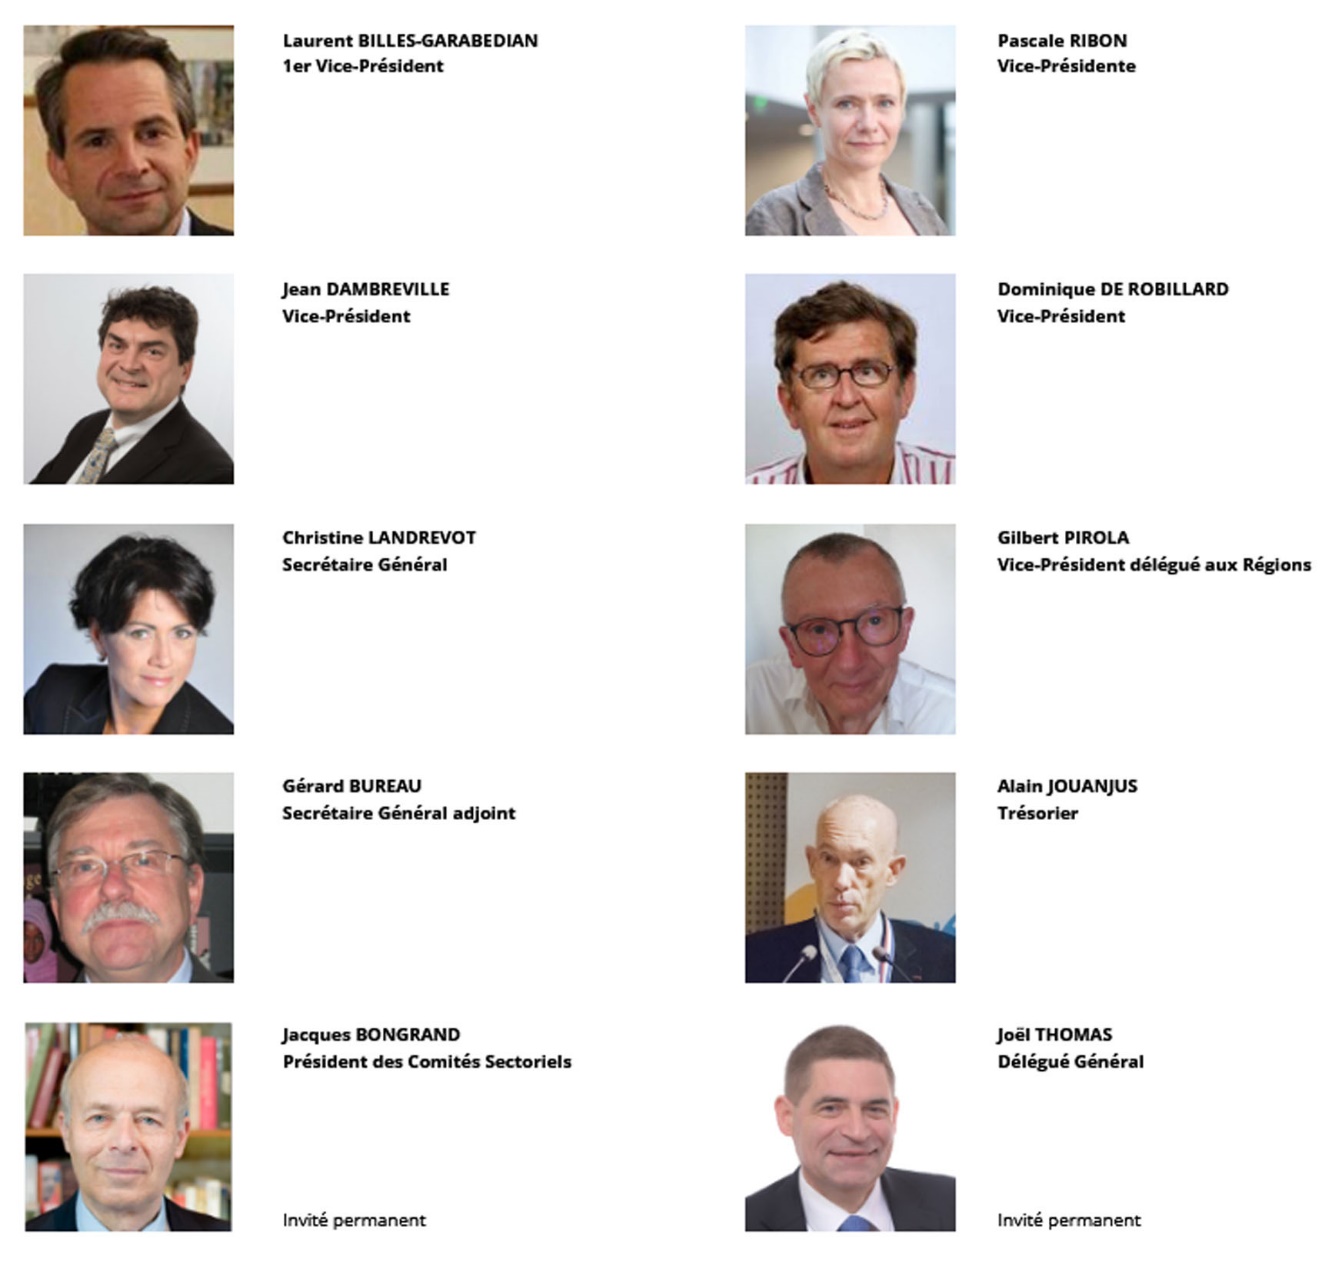 Laurent BILLES-GARABEDIAN
1er Vice-Président
Pascale RIBON
Vice-Présidente
Jean DAMBREVILLE
Vice-Président
Dominique DE ROBILLARD
Vice-Président
Christine LANDREVOT
Secrétaire Général
Gilbert PIROLA
Vice-Président délégué aux Régions
Gérard BUREAU
Secrétaire Général adjoint
Alain JOUANJUS
Trésorier
Jacques BONGRAND
Président des Comités Sectoriels
Invité permanent
Joël THOMAS
Délégué Général
Invité permanent